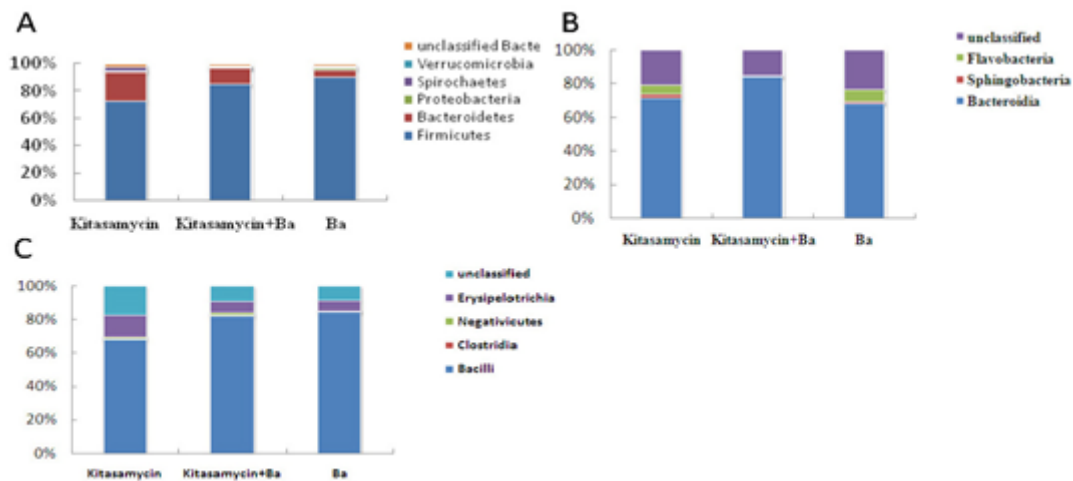 A
100%
80%
60%
40%
20%
0%
Kitasamycin Kitasamycin+Ba Ba
unclassified Bacte
Verrucomicrobia
Spirochaetes
Proteobacteria
Bacteroidetes
Firmicutes
B
100%
80%
60%
40%
20%
0%
Kitasamycin Kitasamycin+Ba Ba
unclassified
Flavobacteria
Sphingobacteria
Bacteroidia
C
100%
80%
60%
40%
20%
0%
Kitasamycin Kitasamycin+Ba Ba
unclassified
Erysipelotrichia
Negativicutes
Clostridia
Bacilli